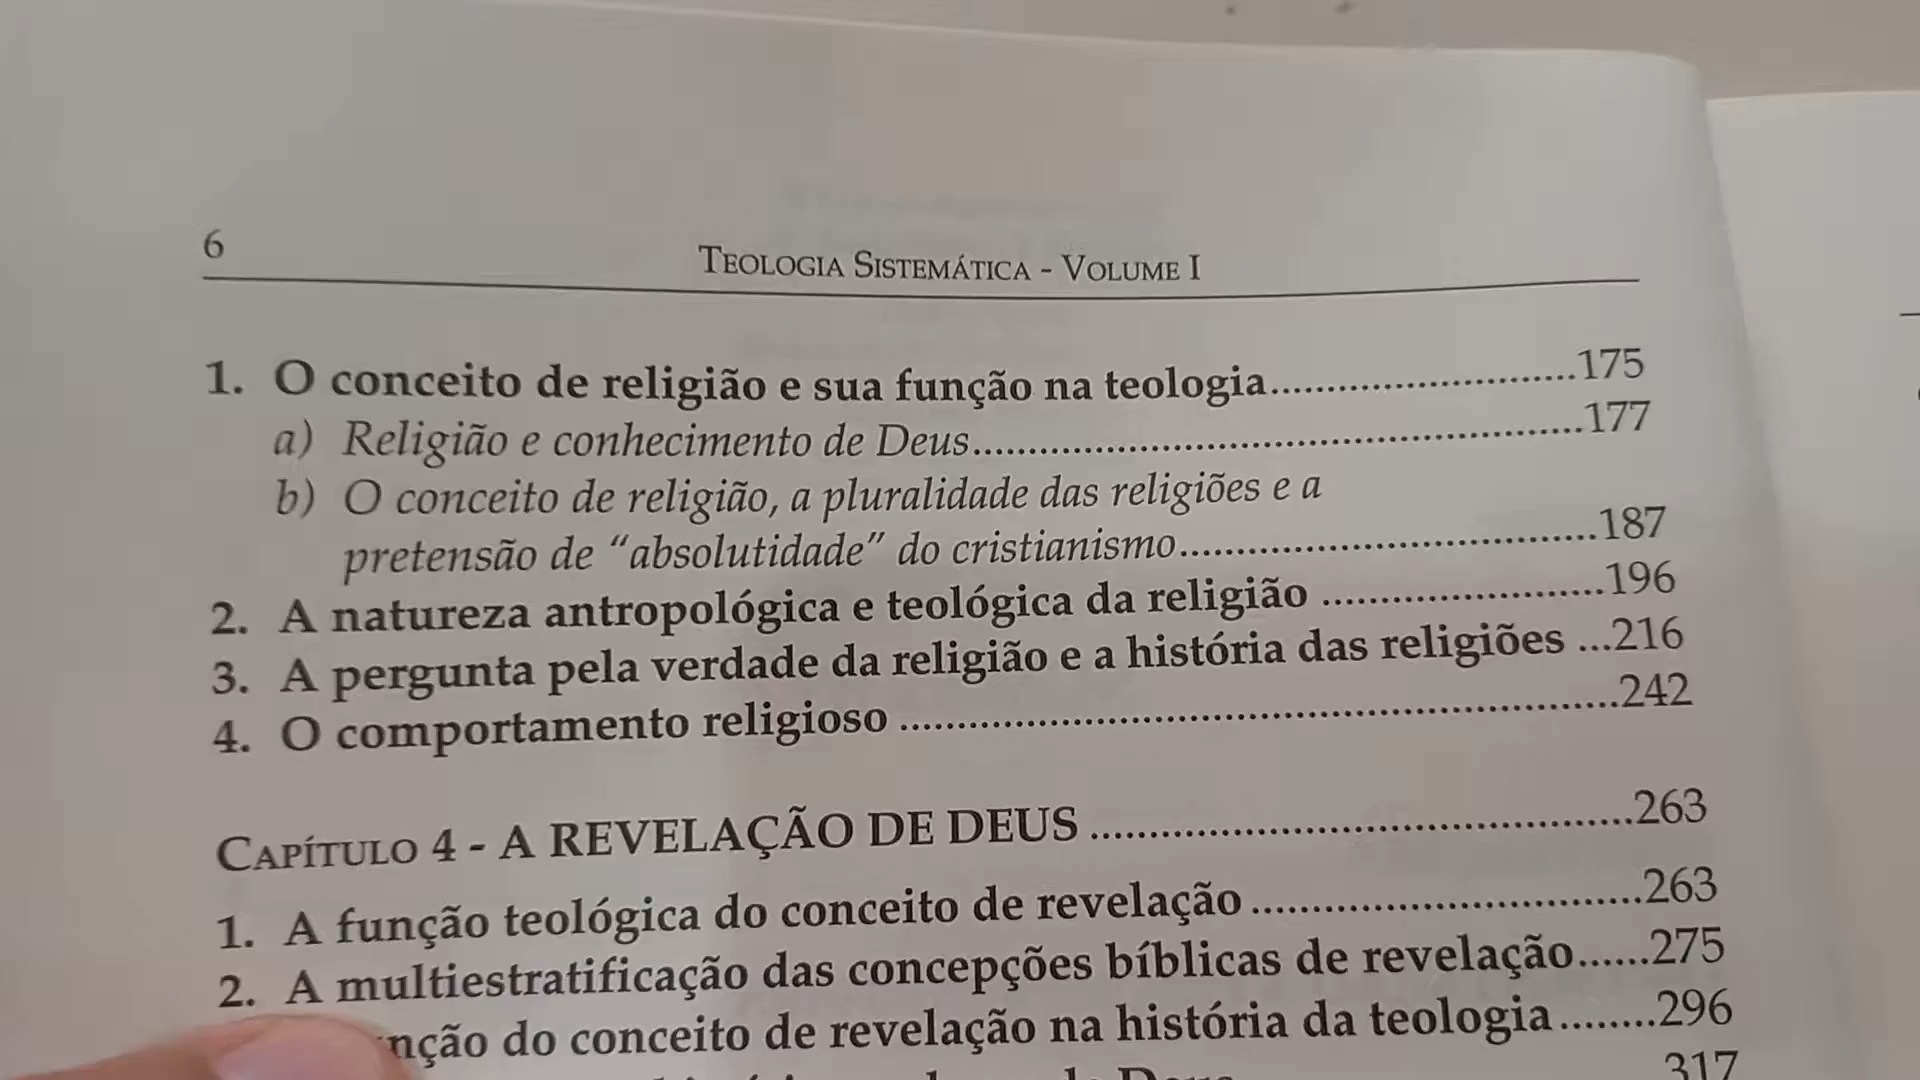 6
TEOLOGIA SISTEMÁTICA - VOLUME I
1. O conceito de religião e sua função na teologia...........................175
a) Religião e conhecimento de Deus....................................................177
b) O conceito de religião, a pluralidade das religiões e a
pretensão de “absolutidade” do cristianismo...................................187
2. A natureza antropológica e teológica da religião ........................196
3. A pergunta pela verdade da religião e a história das religiões ...216
4. O comportamento religioso ............................................................242
CAPÍTULO 4 - A REVELAÇÃO DE DEUS .............................................263
1. A função teológica do conceito de revelação .................................263
2. A multiestratificação das concepções bíblicas de revelação......275
nção do conceito de revelação na história da teologia ........296
317